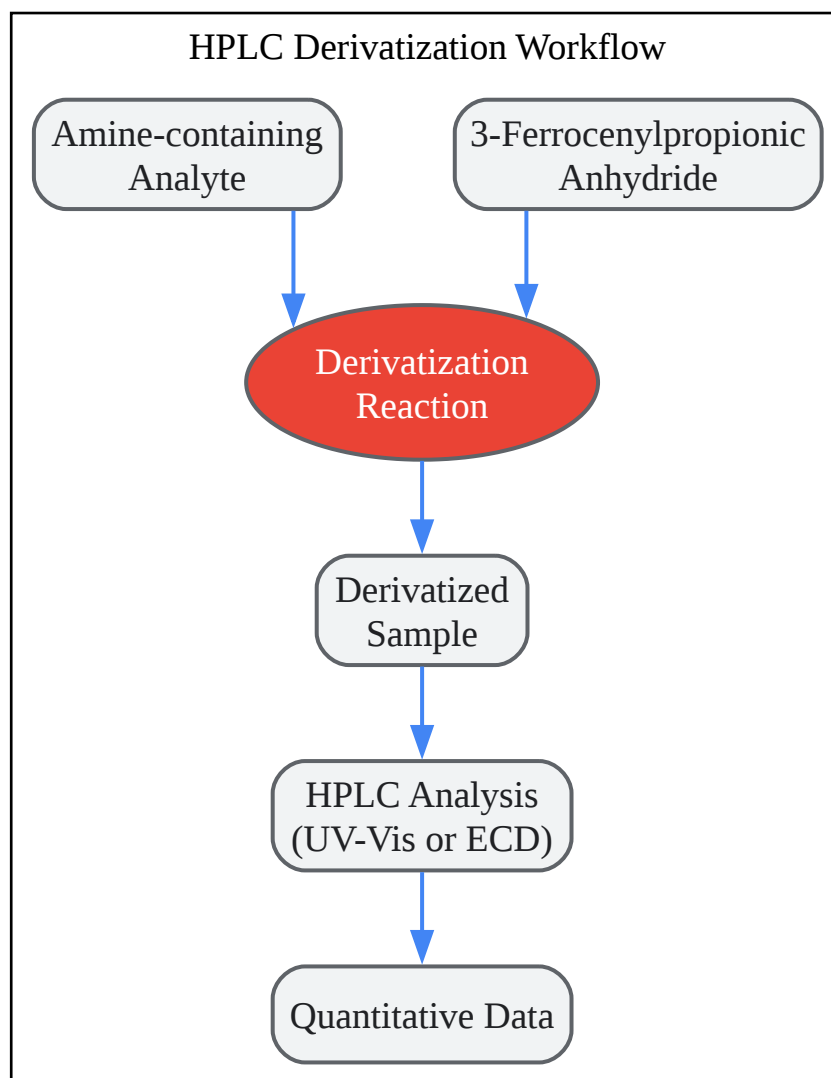 HPLC Derivatization Workflow
Amine-containing
Analyte
3-Ferrocenylpropionic
Anhydride
Derivatization
Reaction
Derivatized
Sample
HPLC Analysis
(UV-Vis or ECD)
Quantitative Data